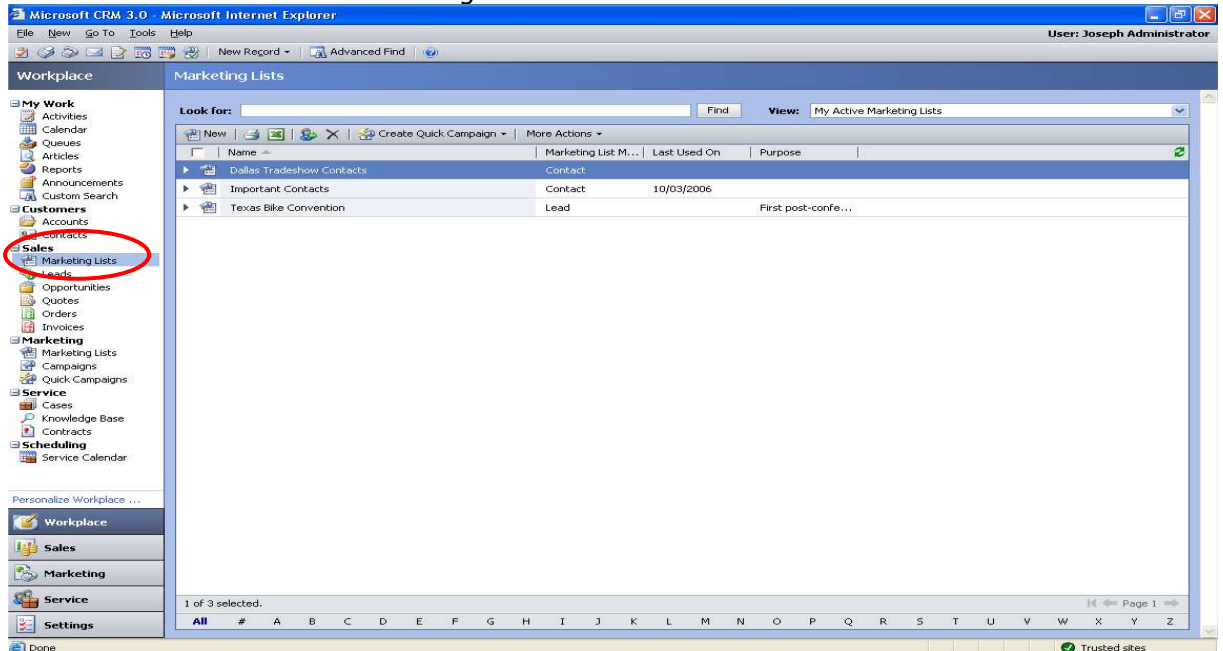 Microsoft CRM 3.0 - Microsoft Internet Explorer
File New Go To Tools Help User: Joseph Administrator
New Record Advanced Find
Workplace Marketing Lists
My Work
Activities
Calendar
Queues
Articles
Reports
Announcements
Custom Search
Customers
Accounts
Contacts
Sales
Marketing Lists
Leads
Opportunities
Quotes
Orders
Invoices
Marketing
Marketing Lists
Campaigns
Quick Campaigns
Service
Cases
Knowledge Base
Contracts
Scheduling
Service Calendar
Personalize Workplace ...
Workplace
Sales
Marketing
Service
Settings
Look for: Find View: My Active Marketing Lists
New Create Quick Campaign More Actions
Name Marketing List M... Last Used On Purpose
Dallas Tradeshow Contacts Contact
Important Contacts Contact 10/03/2006
Texas Bike Convention Lead First post-confe...
1 of 3 selected. Page 1
All # A B C D E F G H I J K L M N O P Q R S T U V W X Y Z
Done Trusted sites